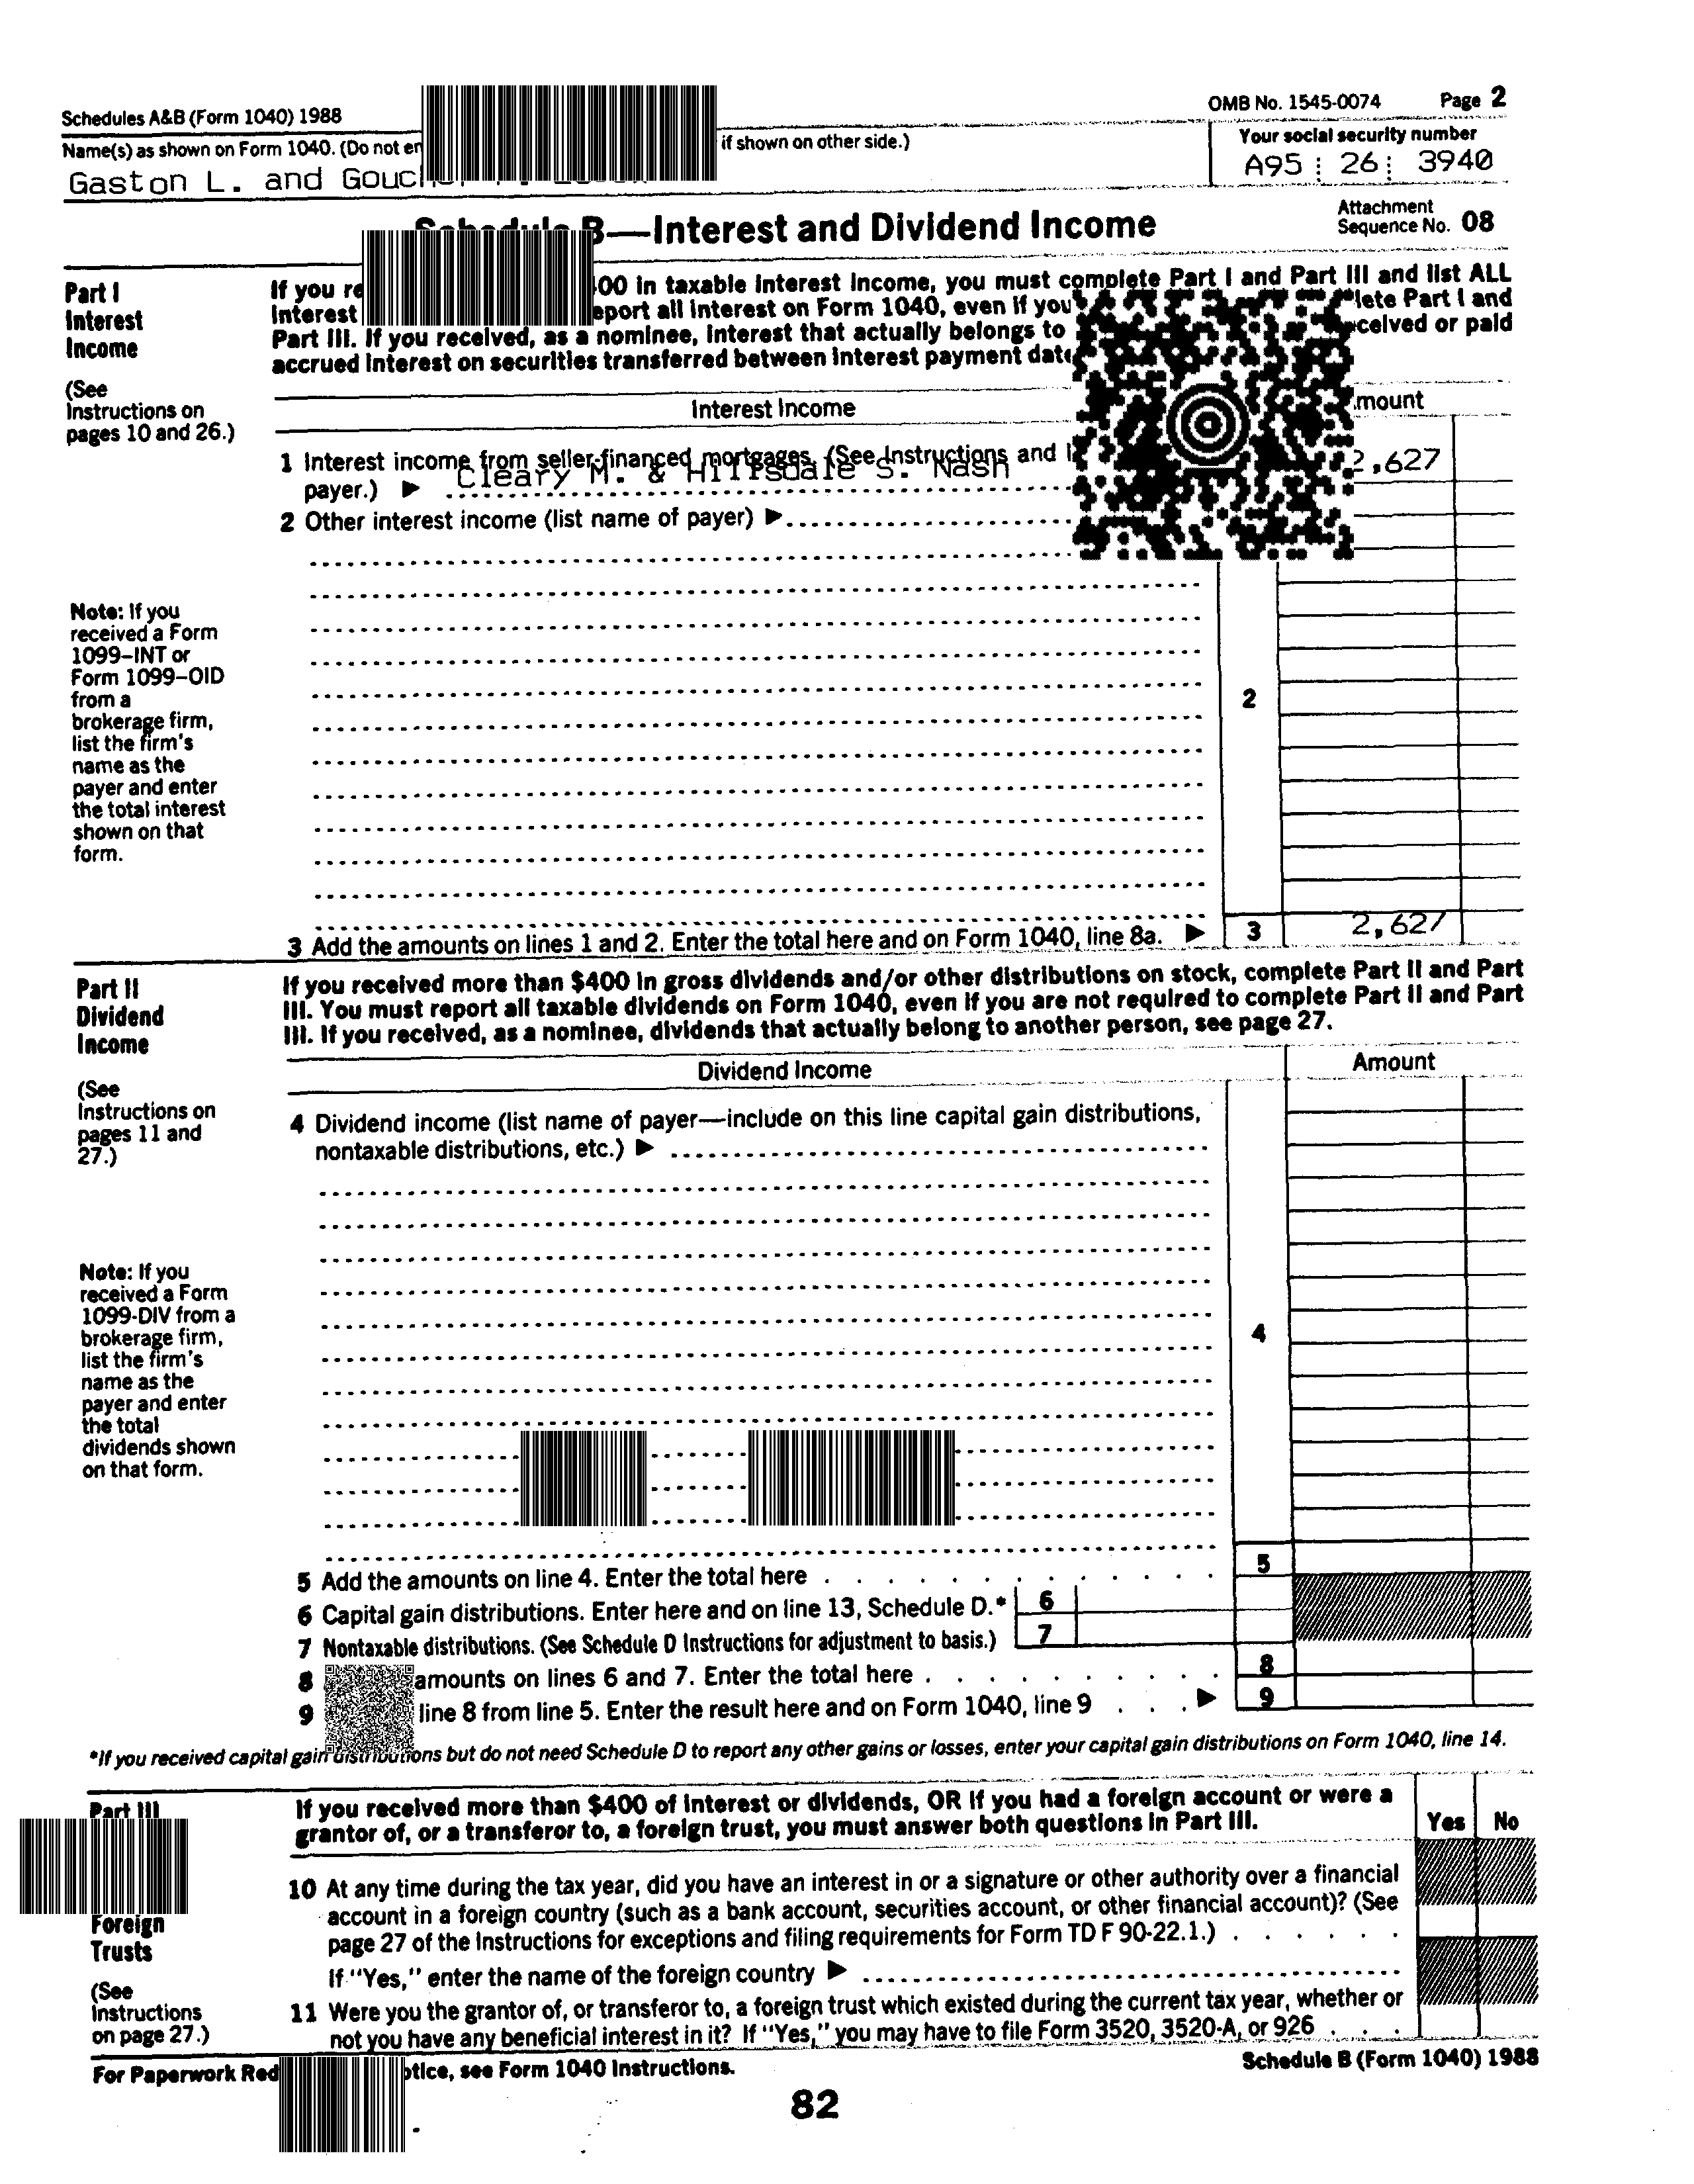 Schedules A&B (Form 1040) 1988 OMB No. 1545-0074 Page 2
Name(s) as shown on Form 1040. (Do not if shown on other side.) Your social security number
Gaston L. and A95 26 3940
B—Interest and Dividend Income Attachment
Sequence No. 08
Part I
Interest
Income
(See
Instructions on
pages 10 and 26.)
If you 00 in taxable interest income, you must complete Part I and Part III and list ALL
interest report all interest on Form 1040, even if you Part I and
Part III. If you received, as a nominee, interest that actually belongs to received or paid
accrued interest on securities transferred between interest payment
Interest Income Amount
1 Interest income from seller-financed mortgages. (See Instructions and
payer.) ▶ Cleary M. & Hillsdale S. Nash 2,627
2 Other interest income (list name of payer) ▶
Note: If you
received a Form
1099–INT or
Form 1099–OID
from a
brokerage firm,
list the firm's
name as the
payer and enter
the total interest
shown on that
form.
2
3 Add the amounts on lines 1 and 2. Enter the total here and on Form 1040, line 8a. ▶ 3 2,627
Part II
Dividend
Income
(See
Instructions on
pages 11 and
27.)
If you received more than $400 in gross dividends and/or other distributions on stock, complete Part II and Part
III. You must report all taxable dividends on Form 1040, even if you are not required to complete Part II and Part
III. If you received, as a nominee, dividends that actually belong to another person, see page 27.
Dividend Income Amount
4 Dividend income (list name of payer—include on this line capital gain distributions,
nontaxable distributions, etc.) ▶
Note: If you
received a Form
1099-DIV from a
brokerage firm,
list the firm's
name as the
payer and enter
the total
dividends shown
on that form.
4
5 Add the amounts on line 4. Enter the total here 5
6 Capital gain distributions. Enter here and on line 13, Schedule D.* 6
7 Nontaxable distributions. (See Schedule D Instructions for adjustment to basis.) 7
8 amounts on lines 6 and 7. Enter the total here 8
9 line 8 from line 5. Enter the result here and on Form 1040, line 9 ▶ 9
*If you received capital gain distributions but do not need Schedule D to report any other gains or losses, enter your capital gain distributions on Form 1040, line 14.
Part III
Foreign
Trusts
(See
Instructions
on page 27.)
If you received more than $400 of interest or dividends, OR if you had a foreign account or were a
grantor of, or a transferor to, a foreign trust, you must answer both questions in Part III. Yes No
10 At any time during the tax year, did you have an interest in or a signature or other authority over a financial
account in a foreign country (such as a bank account, securities account, or other financial account)? (See
page 27 of the Instructions for exceptions and filing requirements for Form TD F 90-22.1.)
If "Yes," enter the name of the foreign country ▶
11 Were you the grantor of, or transferor to, a foreign trust which existed during the current tax year, whether or
not you have any beneficial interest in it? If "Yes," you may have to file Form 3520, 3520-A, or 926
For Paperwork see Form 1040 Instructions. Schedule B (Form 1040) 1988
82